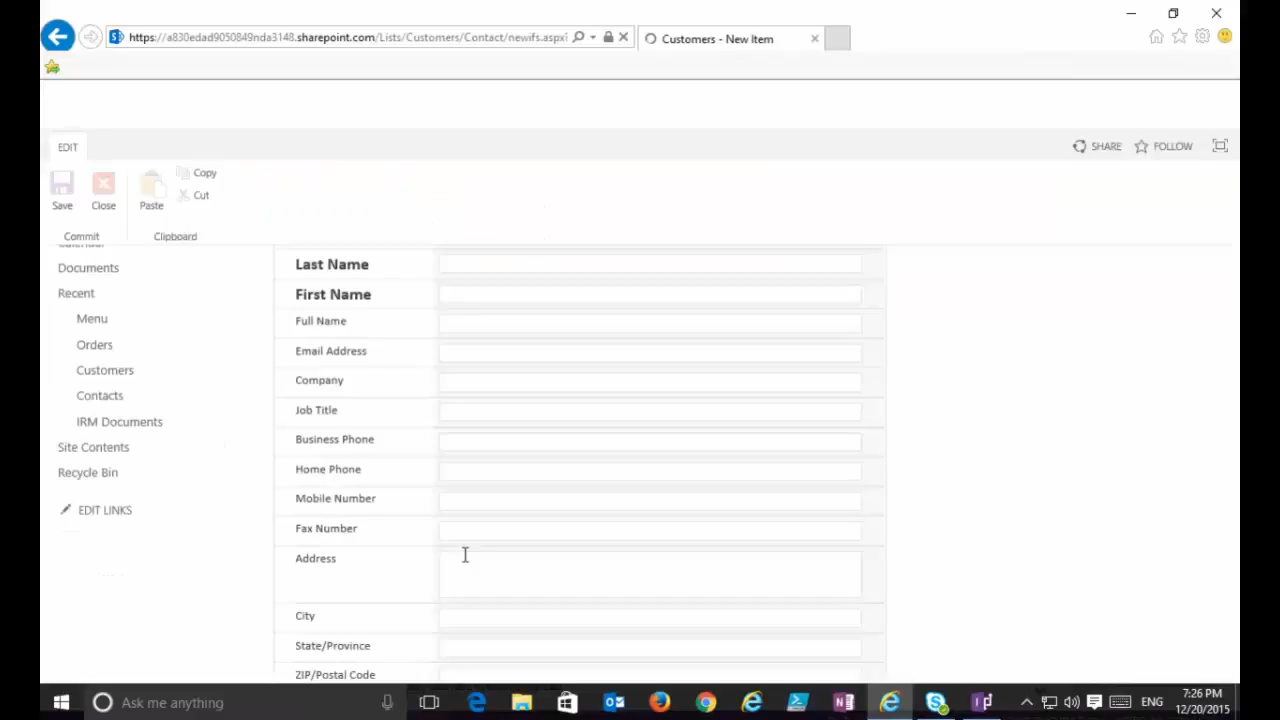 https://a830edad9050849nda3148.sharepoint.com/Lists/Customers/Contact/newifs.aspx
Customers - New Item
EDIT
SHARE
FOLLOW
Save
Close
Paste
Copy
Cut
Commit
Clipboard
Documents
Recent
Menu
Orders
Customers
Contacts
IRM Documents
Site Contents
Recycle Bin
EDIT LINKS
Last Name
First Name
Full Name
Email Address
Company
Job Title
Business Phone
Home Phone
Mobile Number
Fax Number
Address
City
State/Province
ZIP/Postal Code
Ask me anything
ENG
7:26 PM
12/20/2015